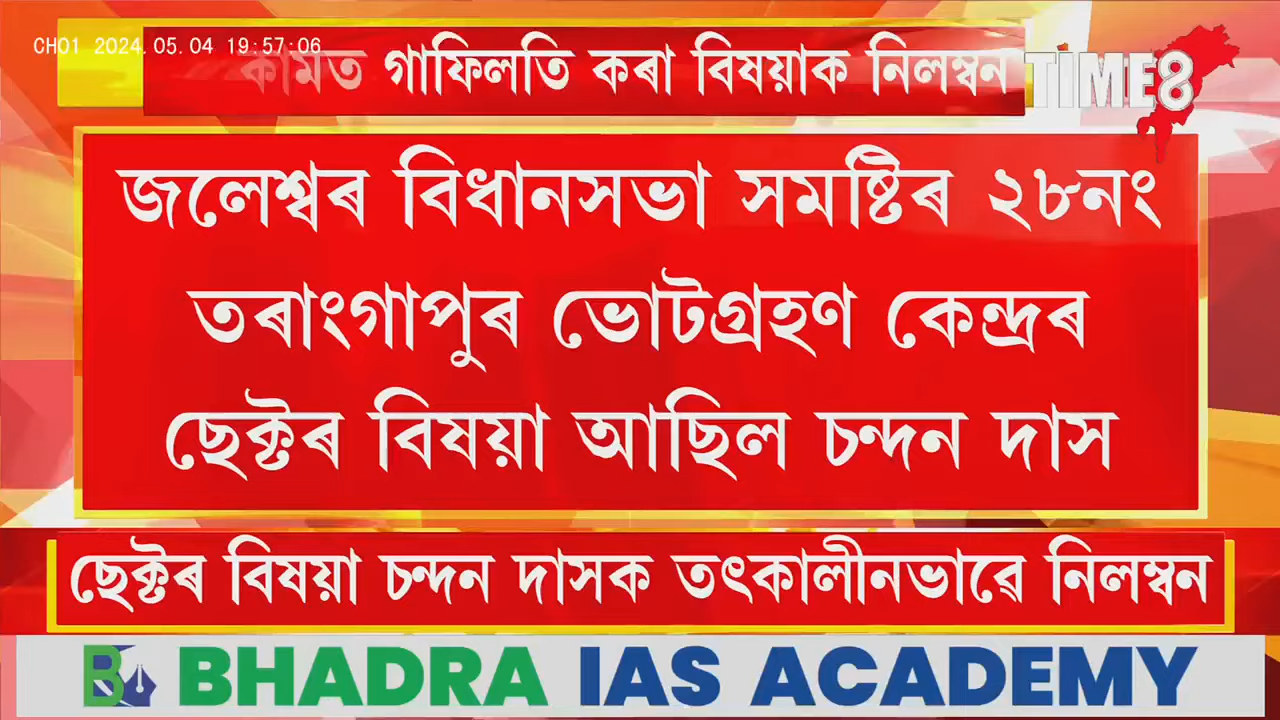 CH01 2024.05.04 19:57:06
কামত গাফিলতি কৰা বিষয়াক নিলম্বন
TIME8
জলেশ্বৰ বিধানসভা সমষ্টিৰ ২৮নং
তৰাংগাপুৰ ভোটগ্ৰহণ কেন্দ্ৰৰ
ছেক্টৰ বিষয়া আছিল চন্দন দাস
ছেক্টৰ বিষয়া চন্দন দাসক তৎকালীনভাৱে নিলম্বন
BHADRA IAS ACADEMY